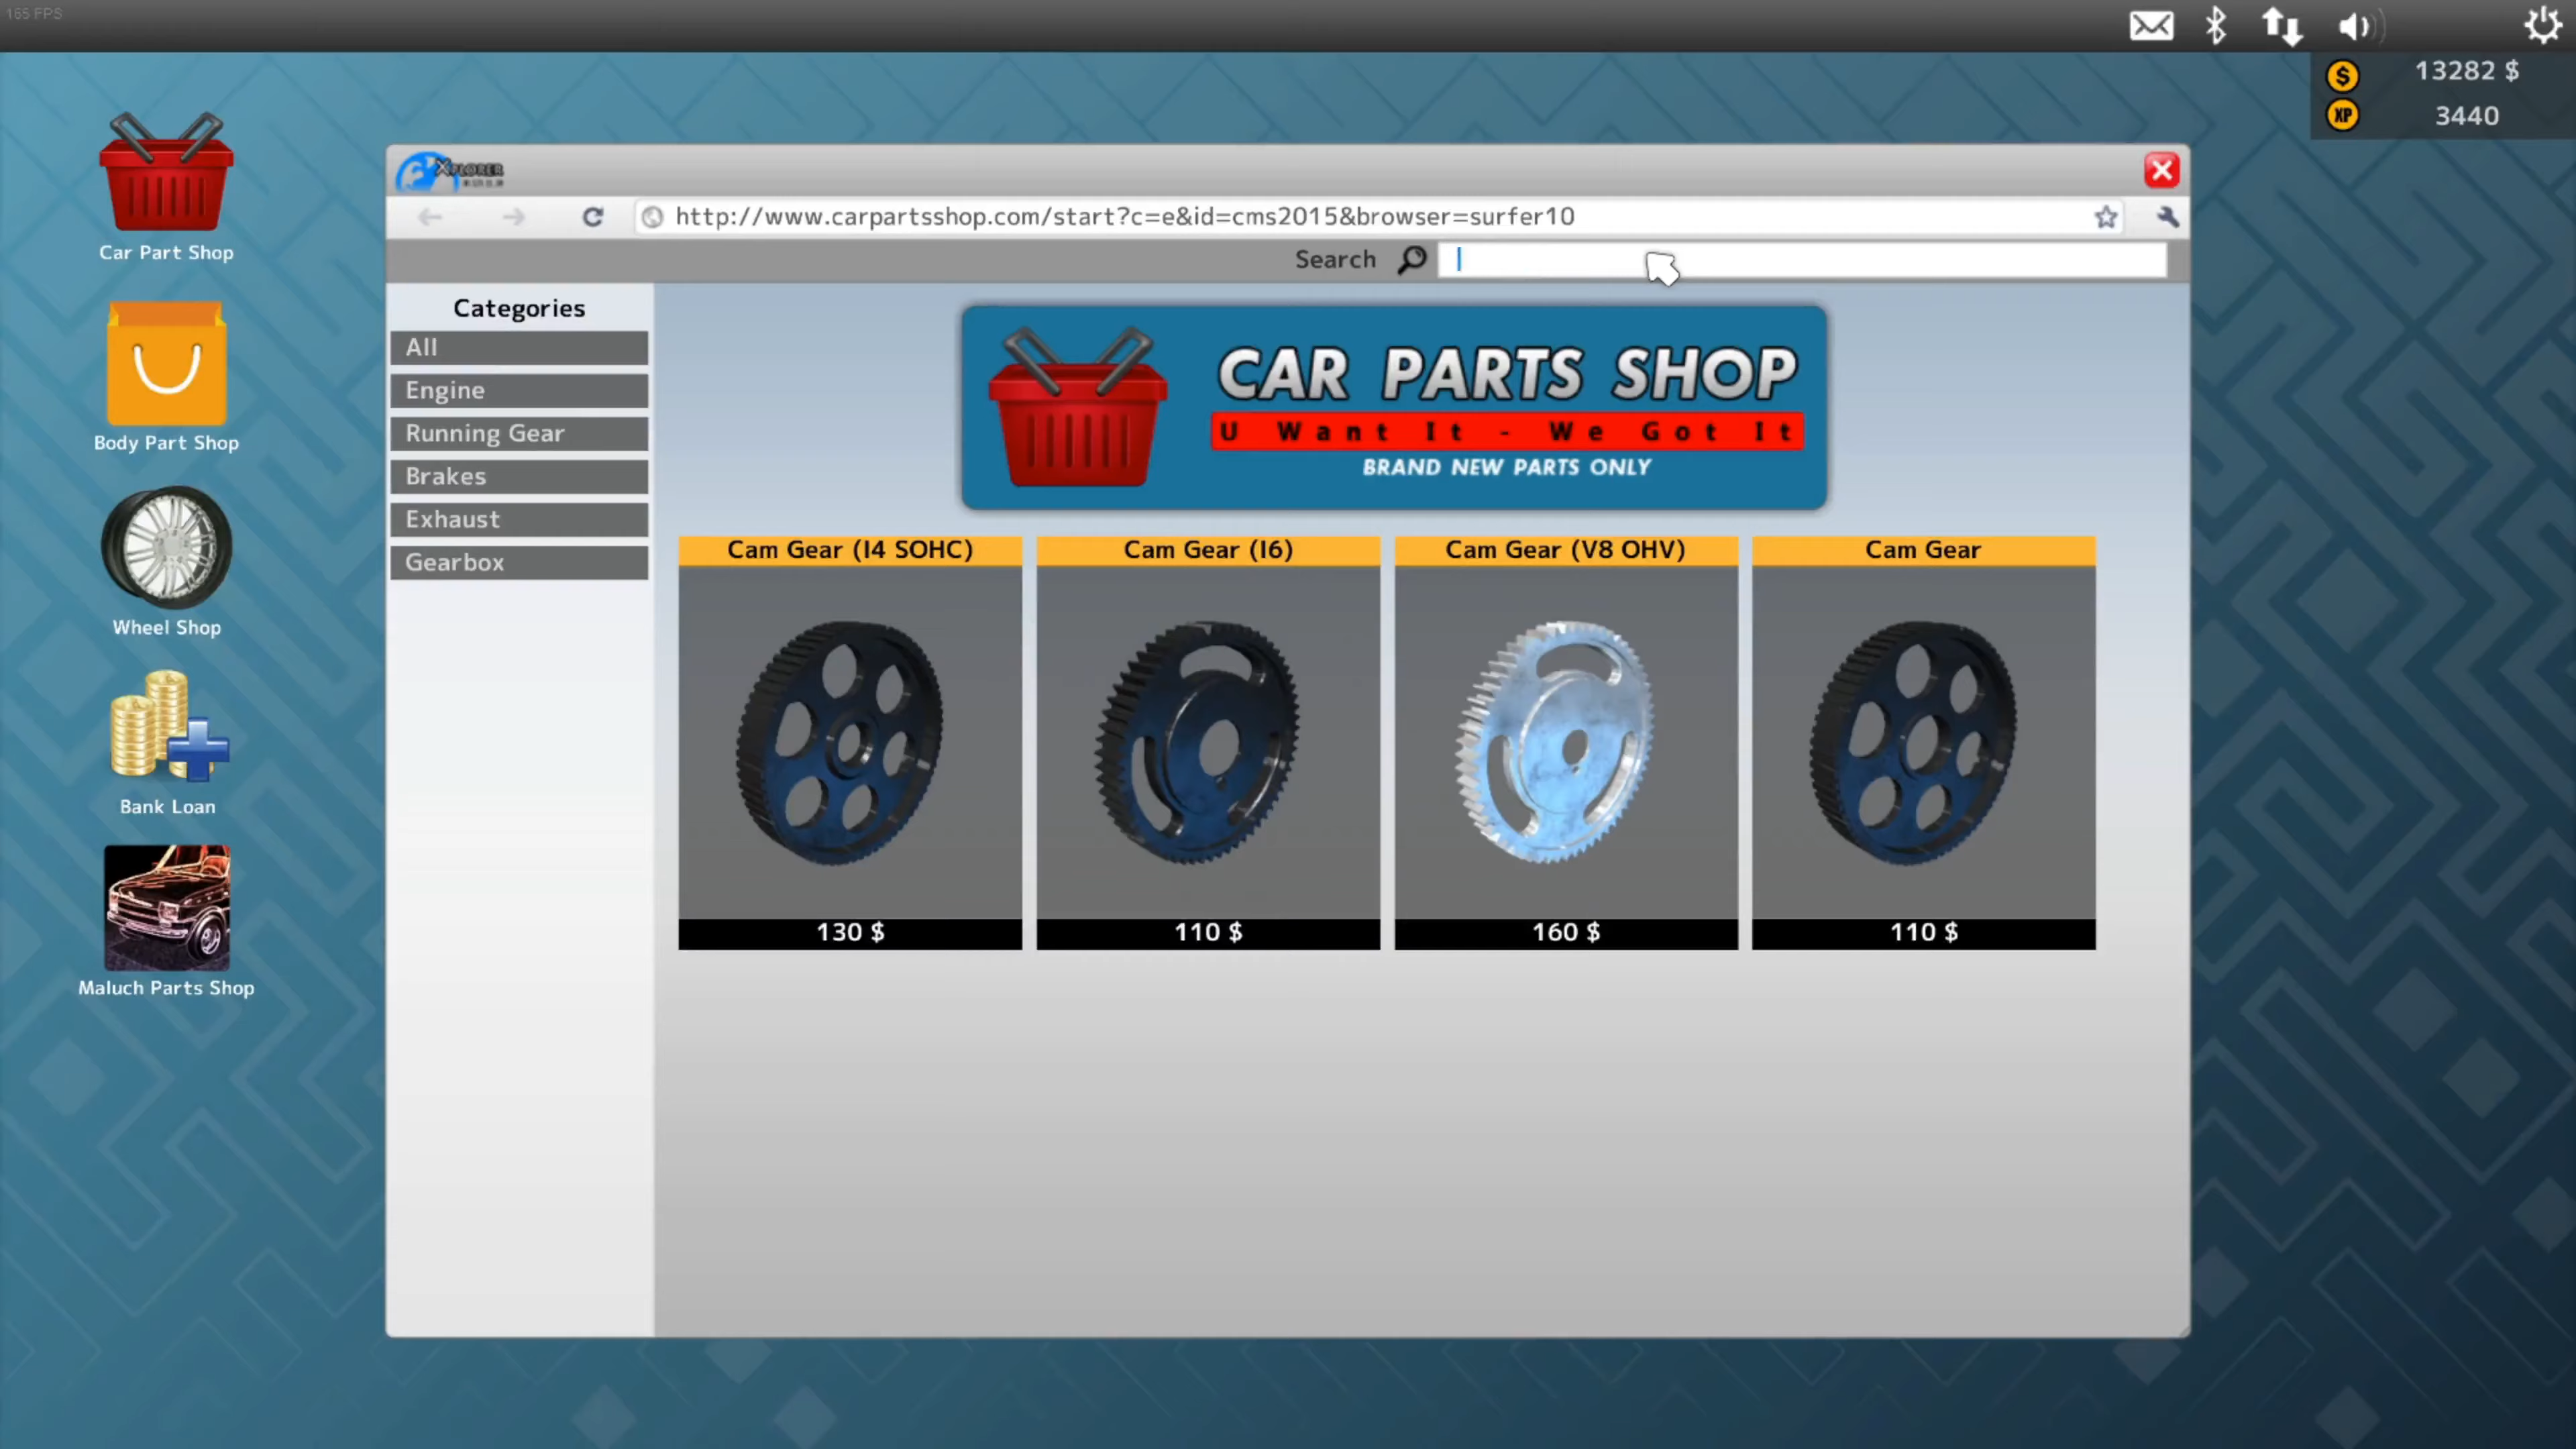 165 FPS
13282 $
XP 3440
Car Part Shop
Body Part Shop
Wheel Shop
Bank Loan
Maluch Parts Shop
XPLORER
http://www.carpartsshop.com/start?c=e&id=cms2015&browser=surfer10
Search
Categories
All
Engine
Running Gear
Brakes
Exhaust
Gearbox
CAR PARTS SHOP
U Want It - We Got It
BRAND NEW PARTS ONLY
Cam Gear (I4 SOHC)
130 $
Cam Gear (I6)
110 $
Cam Gear (V8 OHV)
160 $
Cam Gear
110 $